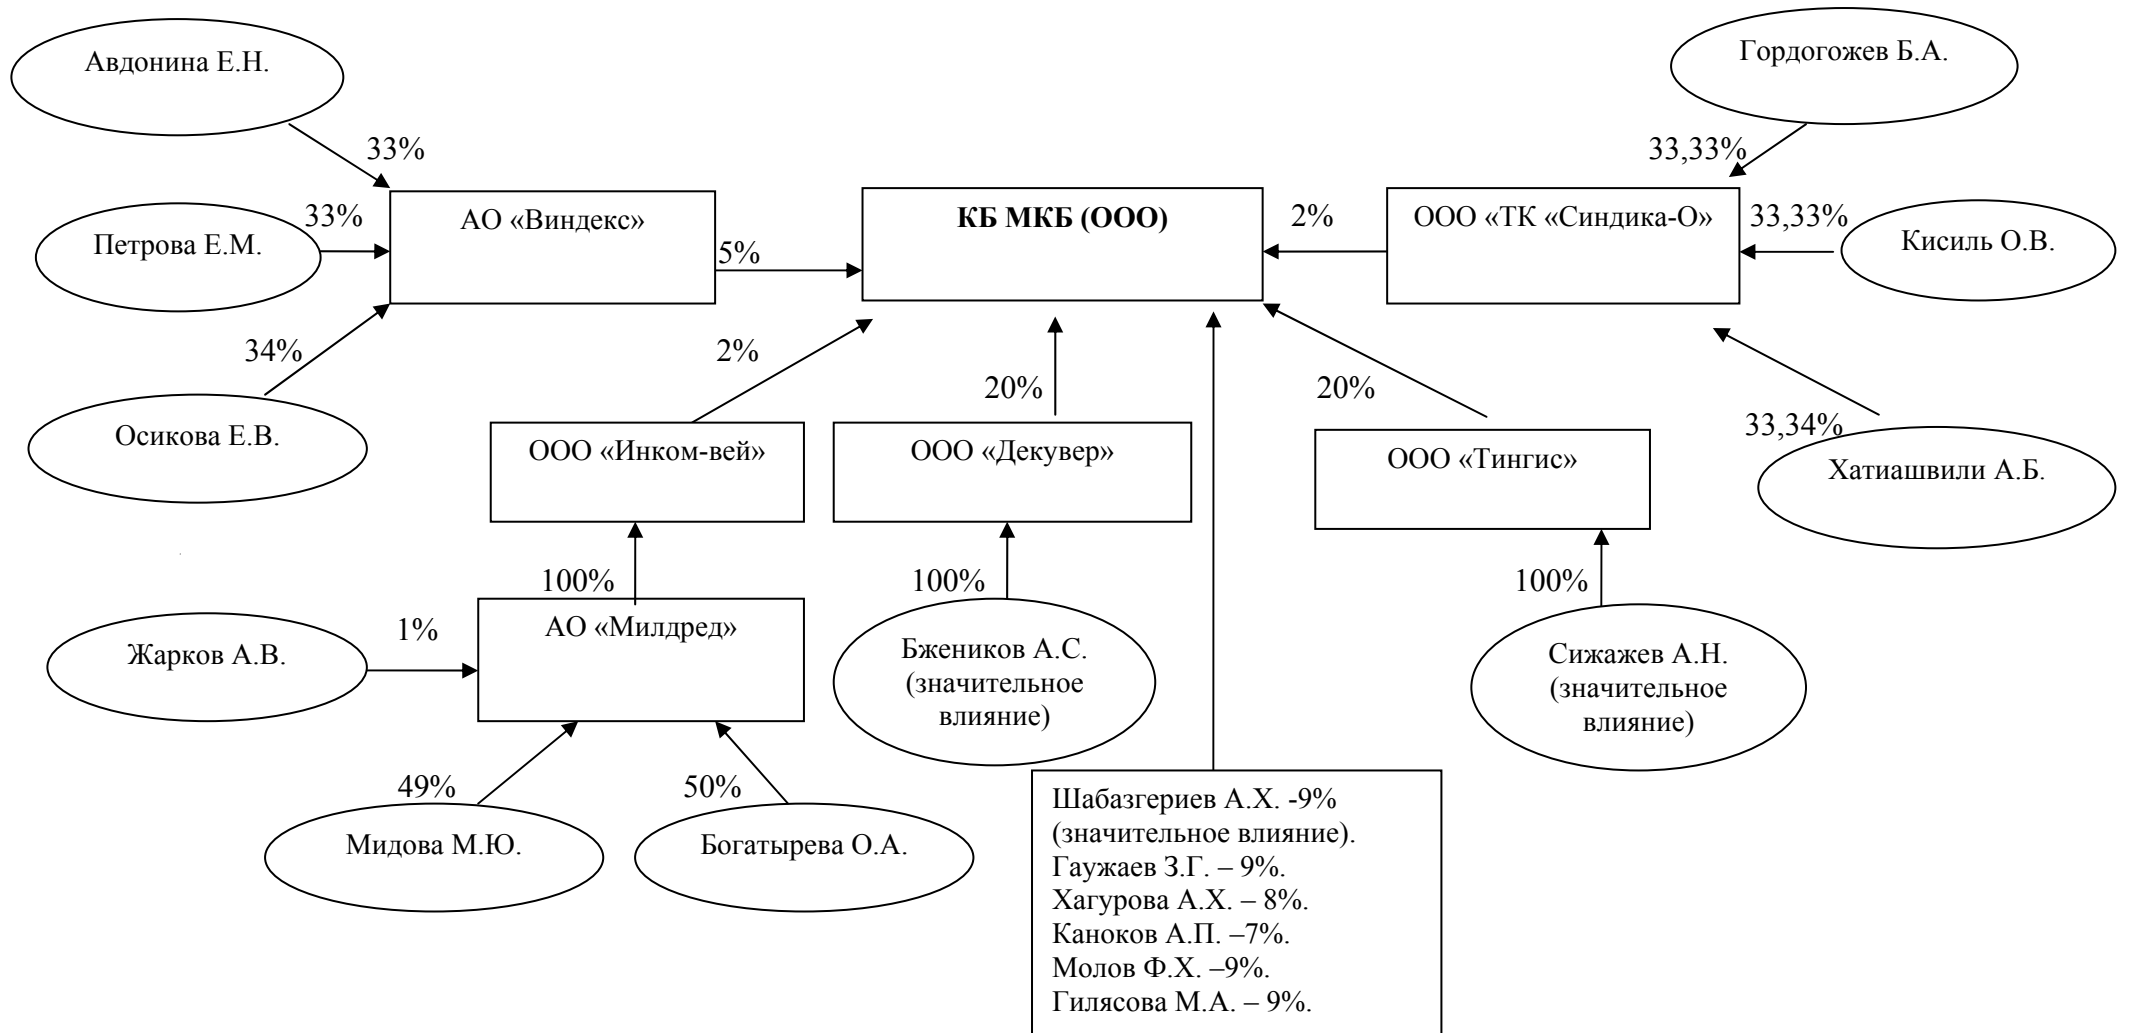 Авдонина Е.Н.
Гордогожев Б.А.
33%
33,33%
Петрова Е.М.
33%
АО «Виндекс»
5%
КБ МКБ (ООО)
2%
ООО «ТК «Синдика-О»
33,33%
Кисиль О.В.
34%
2%
20%
20%
33,34%
Осикова Е.В.
ООО «Инком-вей»
ООО «Декувер»
ООО «Тингис»
Хатиашвили А.Б.
100%
100%
100%
Жарков А.В.
1%
АО «Милдред»
Бжеников А.С.
(значительное
влияние)
Сижажев А.Н.
(значительное
влияние)
49%
50%
Мидова М.Ю.
Богатырева О.А.
Шабазгериев А.Х. -9%
(значительное влияние).
Гаужаев З.Г. – 9%.
Хагурова А.Х. – 8%.
Каноков А.П. –7%.
Молов Ф.Х. –9%.
Гилясова М.А. – 9%.